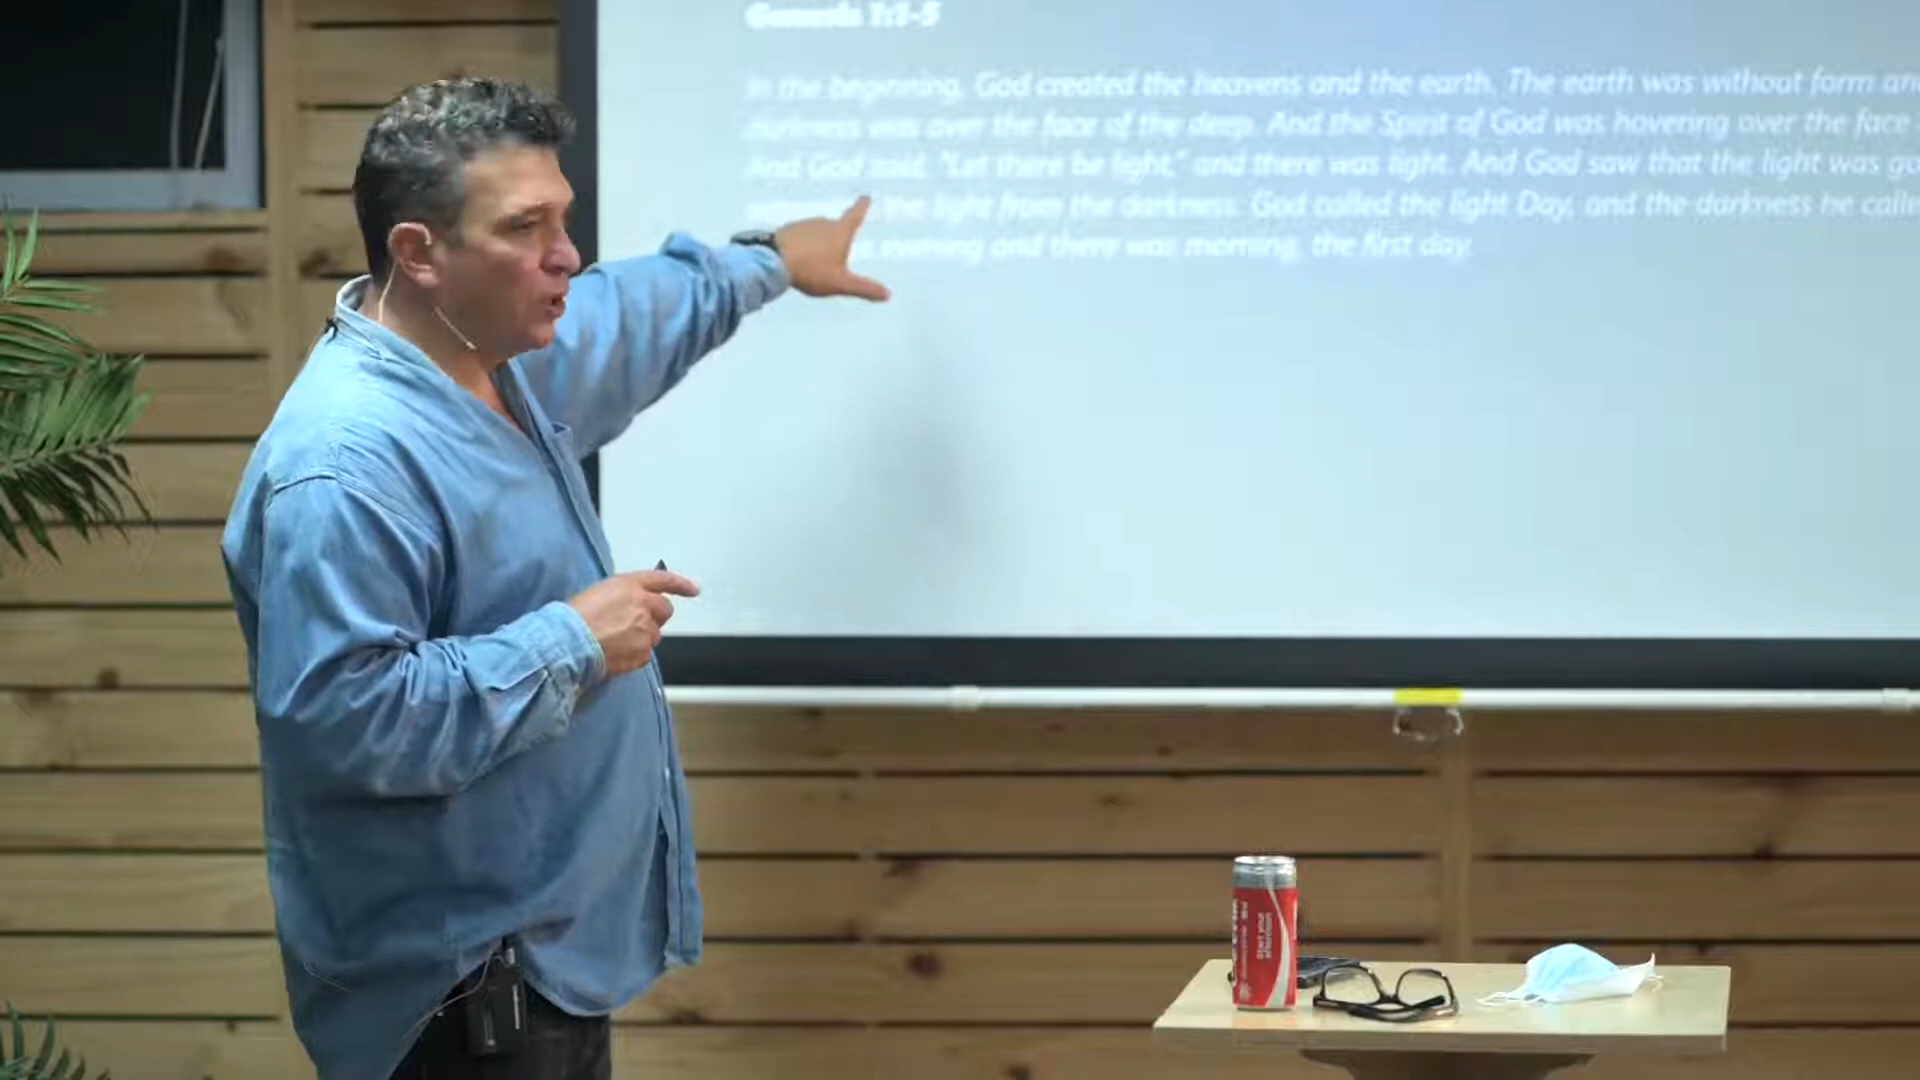 Genesis 1:1-5
In the beginning, God created the heavens and the earth. The earth was without form and
darkness was over the face of the deep. And the Spirit of God was hovering over the face
And God said, "Let there be light," and there was light. And God saw that the light was go
the light from the darkness. God called the light Day, and the darkness he calle
evening and there was morning, the first day.